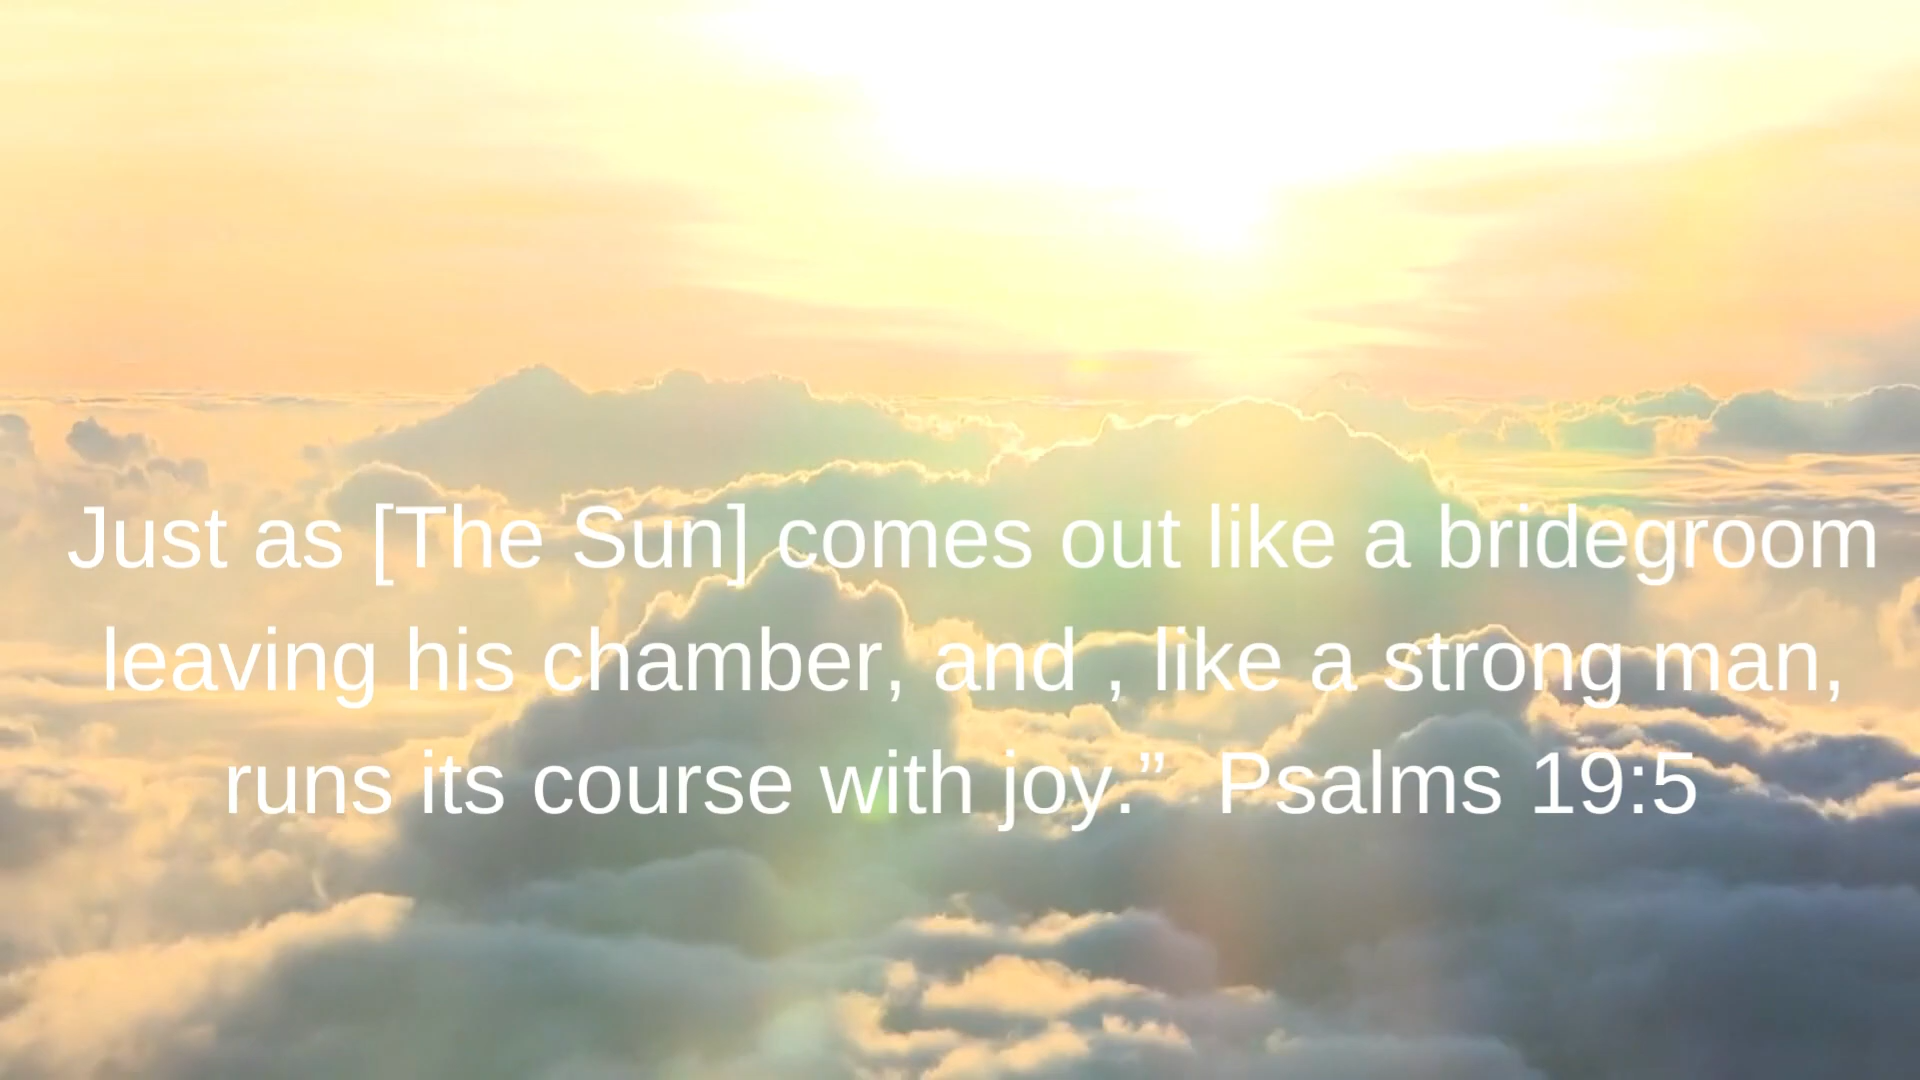 Just as [The Sun] comes out like a bridegroom
leaving his chamber, and , like a strong man,
runs its course with joy.”  Psalms 19:5